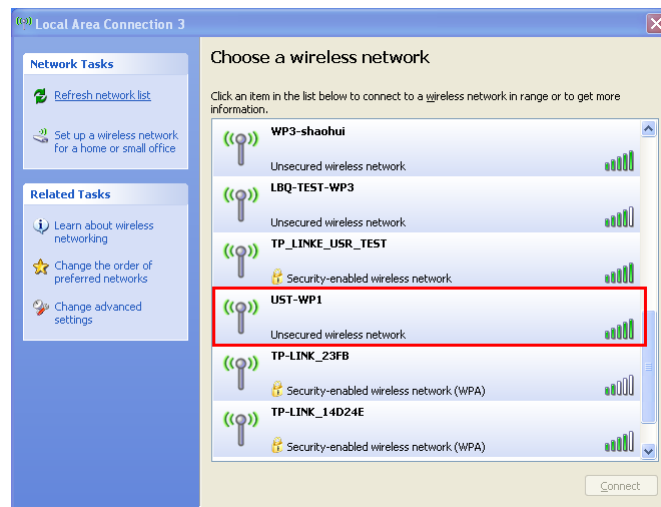 Local Area Connection 3
Network Tasks
Refresh network list
Set up a wireless network
for a home or small office
Related Tasks
Learn about wireless
networking
Change the order of
preferred networks
Change advanced
settings
Choose a wireless network
Click an item in the list below to connect to a wireless network in range or to get more
information.
WP3-shaohui
Unsecured wireless network
LBQ-TEST-WP3
Unsecured wireless network
TP_LINKE_USR_TEST
Security-enabled wireless network
UST-WP1
Unsecured wireless network
TP-LINK_23FB
Security-enabled wireless network (WPA)
TP-LINK_14D24E
Security-enabled wireless network (WPA)
Connect